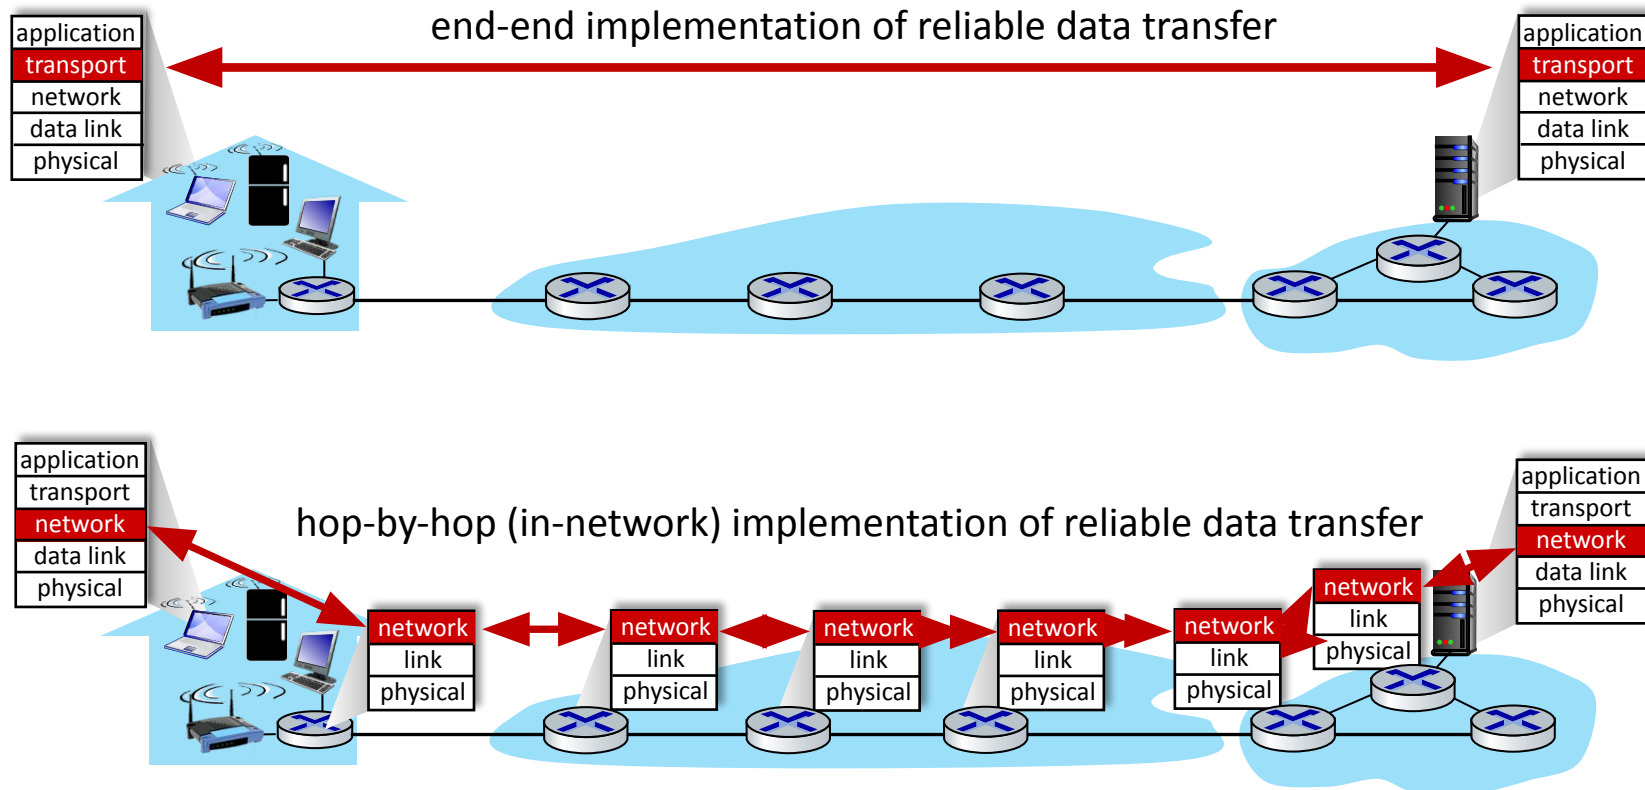 end-end implementation of reliable data transfer
application
transport
network
data link
physical
application
transport
network
data link
physical
hop-by-hop (in-network) implementation of reliable data transfer
application
transport
network
data link
physical
network
link
physical
network
link
physical
network
link
physical
network
link
physical
network
link
physical
network
link
physical
application
transport
network
data link
physical